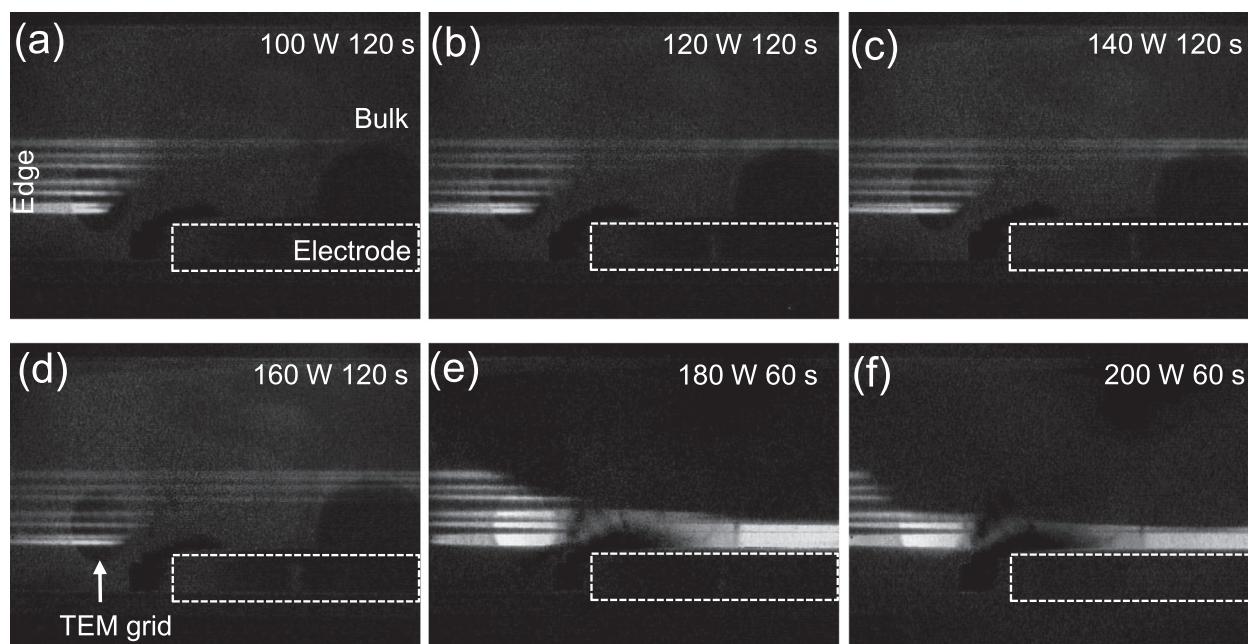 (a)
100 W 120 s
Bulk
Edge
Electrode
(b)
120 W 120 s
(c)
140 W 120 s
(d)
160 W 120 s
TEM grid
(e)
180 W 60 s
(f)
200 W 60 s